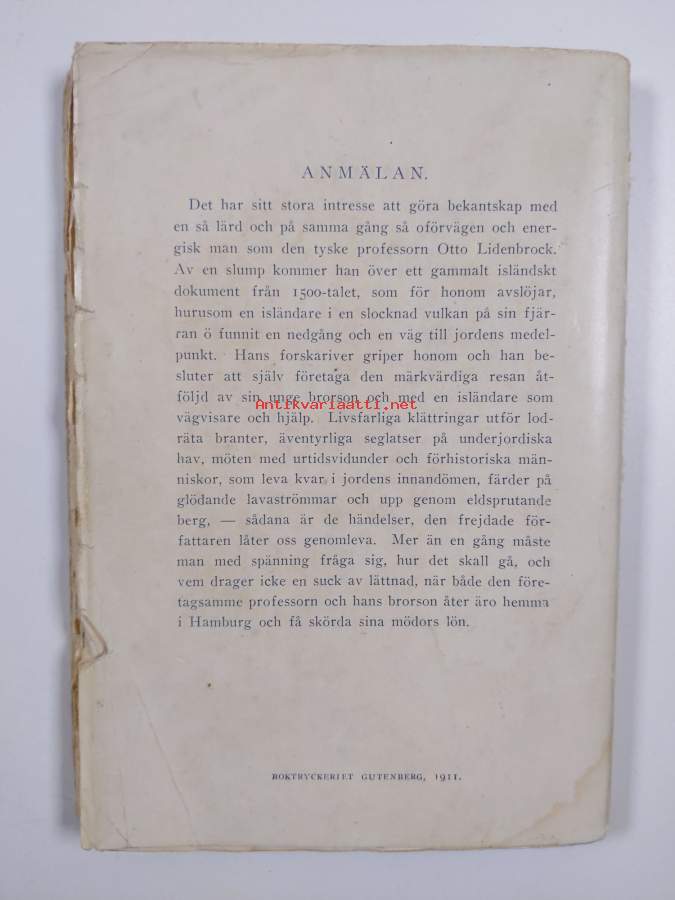 ANMÄLAN.
Det har sitt stora intresse att göra bekantskap med
en så lärd och på samma gång så oförvägen och ener-
gisk man som den tyske professorn Otto Lidenbrock.
Av en slump kommer han över ett gammalt isländskt
dokument från 1500-talet, som för honom avslöjar,
hurusom en isländare i en slocknad vulkan på sin fjär-
ran ö funnit en nedgång och en väg till jordens medel-
punkt. Hans forskariver griper honom och han be-
sluter att själv företaga den märkvärdiga resan åt-
följd av sin unge brorson och med en isländare som
Antikvariaatti.net
vägvisare och hjälp. Livsfarliga klättringar utför lod-
räta branter, äventyrliga seglatser på underjordiska
hav, möten med urtidsvidunder och förhistoriska män-
niskor, som leva kvar i jordens innandömen, färder på
glödande lavaströmmar och upp genom eldsprutande
berg, — sådana är de händelser, den frejdade för-
fattaren låter oss genomleva. Mer än en gång måste
man med spänning fråga sig, hur det skall gå, och
vem drager icke en suck av lättnad, när både den före-
tagsamme professorn och hans brorson åter äro hemma
i Hamburg och få skörda sina mödors lön.
BOKTRYCKERIET GUTENBERG, 1911.